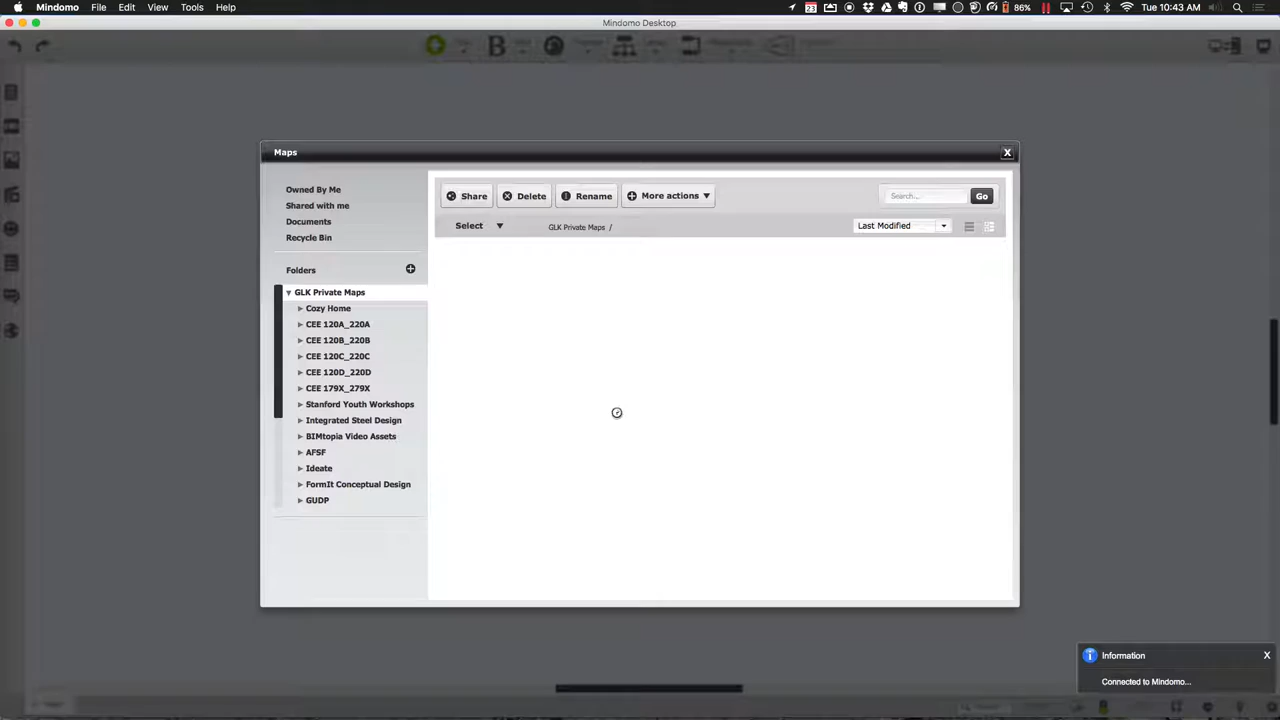 Mindomo File Edit View Tools Help
23 86% Tue 10:43 AM
Mindomo Desktop
B
Maps X
Owned By Me
Shared with me
Documents
Recycle Bin
Folders
GLK Private Maps
Cozy Home
CEE 120A_220A
CEE 120B_220B
CEE 120C_220C
CEE 120D_220D
CEE 179X_279X
Stanford Youth Workshops
Integrated Steel Design
BIMtopia Video Assets
AFSF
Ideate
FormIt Conceptual Design
GUDP
Share Delete Rename More actions Search... Go
Select GLK Private Maps / Last Modified
Information X
Connected to Mindomo...